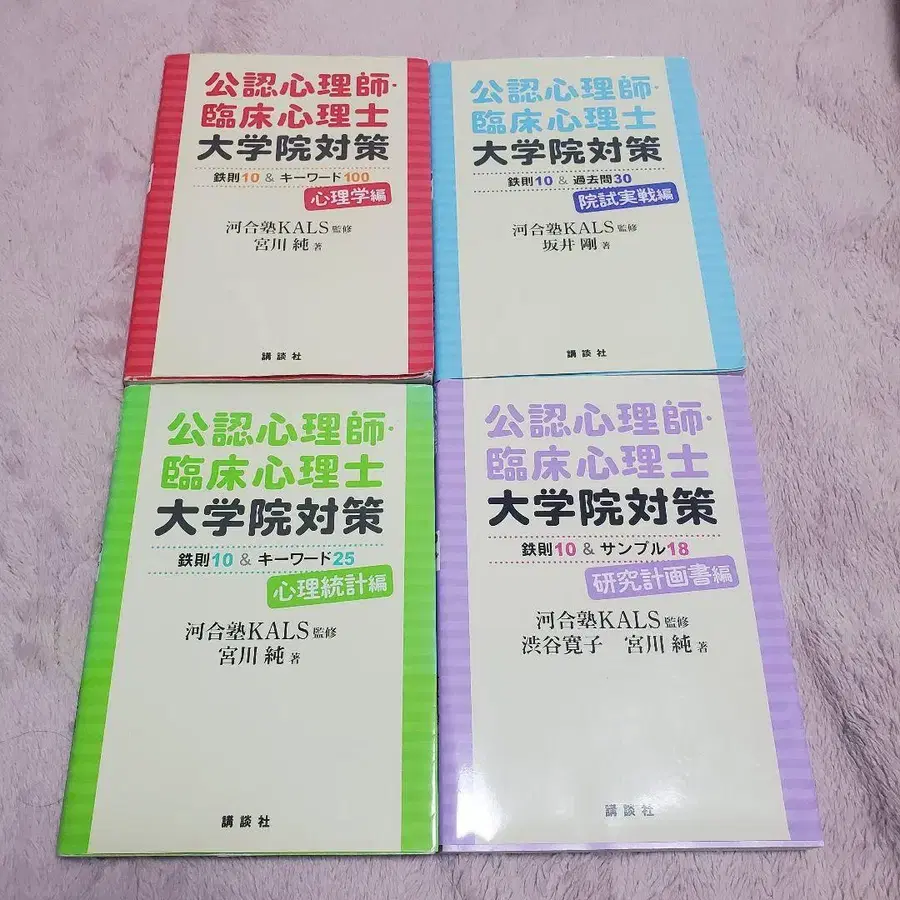 公認心理師・
臨床心理士
大学院対策
鉄則10 & キーワード100
心理学編
河合塾KALS 監修
宮川 純 著
講談社
公認心理師・
臨床心理士
大学院対策
鉄則10 & 過去問30
院試実戦編
河合塾KALS 監修
坂井 剛 著
講談社
公認心理師・
臨床心理士
大学院対策
鉄則10 & キーワード25
心理統計編
河合塾KALS 監修
宮川 純 著
講談社
公認心理師・
臨床心理士
大学院対策
鉄則10 & サンプル18
研究計画書編
河合塾KALS 監修
渋谷寛子 宮川 純 著
講談社